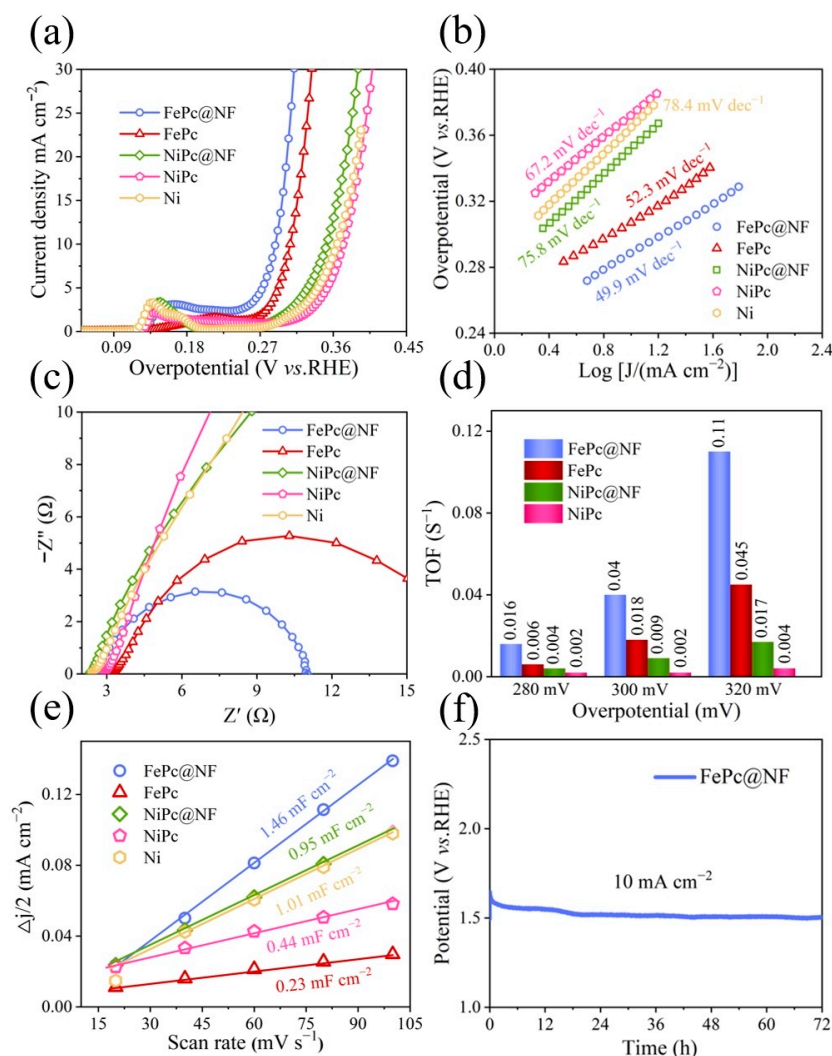 (a)
Current density mA cm⁻²
30
25
20
15
10
5
0
FePc@NF
FePc
NiPc@NF
NiPc
Ni
0.09 0.18 0.27 0.36 0.45
Overpotential (V vs.RHE)
(b)
Overpotential (V vs.RHE)
0.40
0.36
0.32
0.28
0.24
67.2 mV dec⁻¹
78.4 mV dec⁻¹
52.3 mV dec⁻¹
75.8 mV dec⁻¹
49.9 mV dec⁻¹
FePc@NF
FePc
NiPc@NF
NiPc
Ni
0.0 0.4 0.8 1.2 1.6 2.0 2.4
Log [J/(mA cm⁻²)]
(c)
−Z″ (Ω)
10
8
6
4
2
0
FePc@NF
FePc
NiPc@NF
NiPc
Ni
3 6 9 12 15
Z′ (Ω)
(d)
TOF (S⁻¹)
0.12
0.08
0.04
0.00
FePc@NF
FePc
NiPc@NF
NiPc
0.016 0.006 0.004 0.002
0.04 0.018 0.009 0.002
0.11 0.045 0.017 0.004
280 mV 300 mV 320 mV
Overpotential (mV)
(e)
Δj/2 (mA cm⁻²)
0.12
0.08
0.04
0.00
FePc@NF
FePc
NiPc@NF
NiPc
Ni
1.46 mF cm⁻²
0.95 mF cm⁻²
1.01 mF cm⁻²
0.44 mF cm⁻²
0.23 mF cm⁻²
15 30 45 60 75 90 105
Scan rate (mV s⁻¹)
(f)
Potential (V vs.RHE)
2.5
2.0
1.5
1.0
FePc@NF
10 mA cm⁻²
0 12 24 36 48 60 72
Time (h)